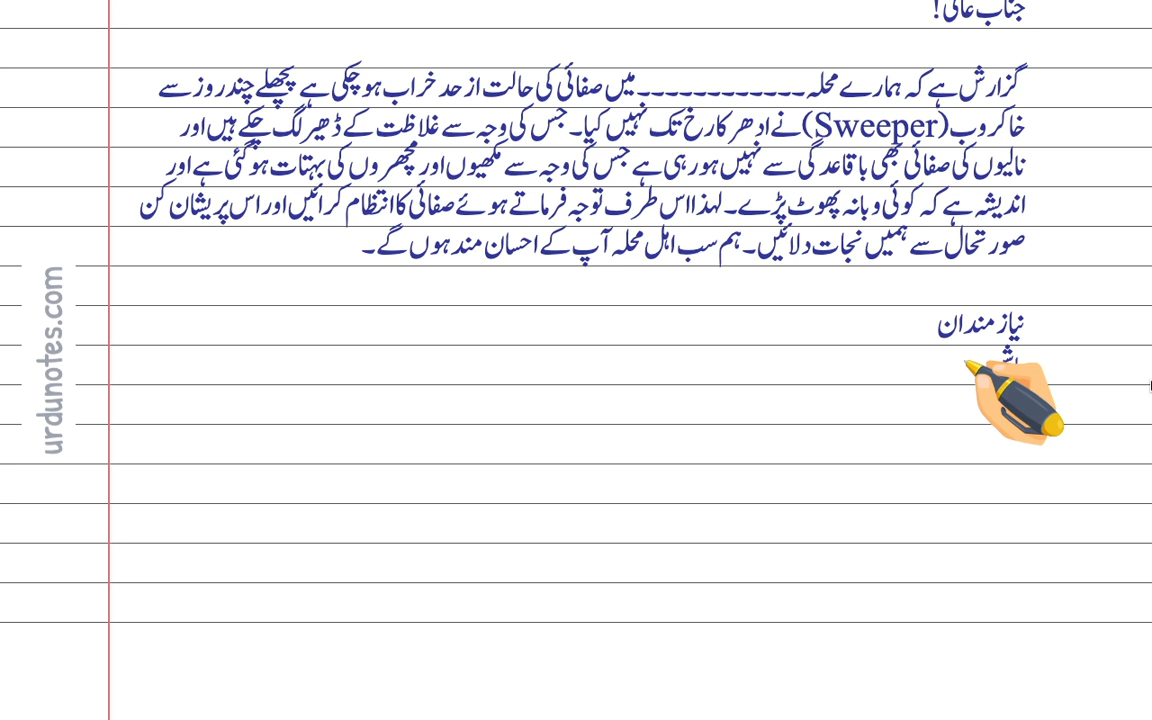 جناب عالی!
گزارش ہے کہ ہمارے محلہ ------------ میں صفائی کی حالت از حد خراب ہو چکی ہے پچھلے چند روز سے
خاکروب (Sweeper) نے ادھر کا رخ تک نہیں کیا۔ جس کی وجہ سے غلاظت کے ڈھیر لگ چکے ہیں اور
نالیوں کی صفائی بھی باقاعدگی سے نہیں ہو رہی ہے جس کی وجہ سے مکھیوں اور مچھروں کی بہتات ہو گئی ہے اور
اندیشہ ہے کہ کوئی وبا نہ پھوٹ پڑے۔ لہذا اس طرف توجہ فرماتے ہوئے صفائی کا انتظام کرائیں اور اس پریشان کن
صورتحال سے ہمیں نجات دلائیں۔ ہم سب اہل محلہ آپ کے احسان مند ہوں گے۔
نیاز مندان
urdunotes.com